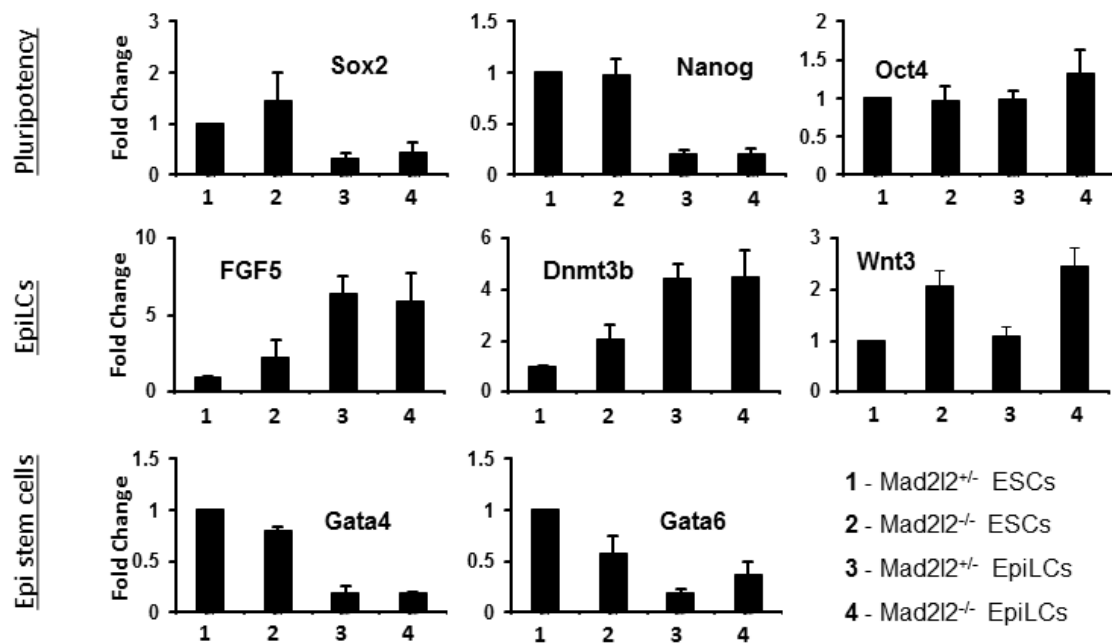 Pluripotency
Fold Change
3
2
1
0
Sox2
1 2 3 4
1.5
1
0.5
0
Nanog
1 2 3 4
2
1.5
1
0.5
0
Oct4
1 2 3 4
EpiLCs
Fold Change
10
5
0
FGF5
1 2 3 4
6
4
2
0
Dnmt3b
1 2 3 4
3
2
1
0
Wnt3
1 2 3 4
Epi stem cells
Fold Change
1.5
1
0.5
0
Gata4
1 2 3 4
1.5
1
0.5
0
Gata6
1 2 3 4
1 - Mad2l2+/- ESCs
2 - Mad2l2-/- ESCs
3 - Mad2l2+/- EpiLCs
4 - Mad2l2-/- EpiLCs